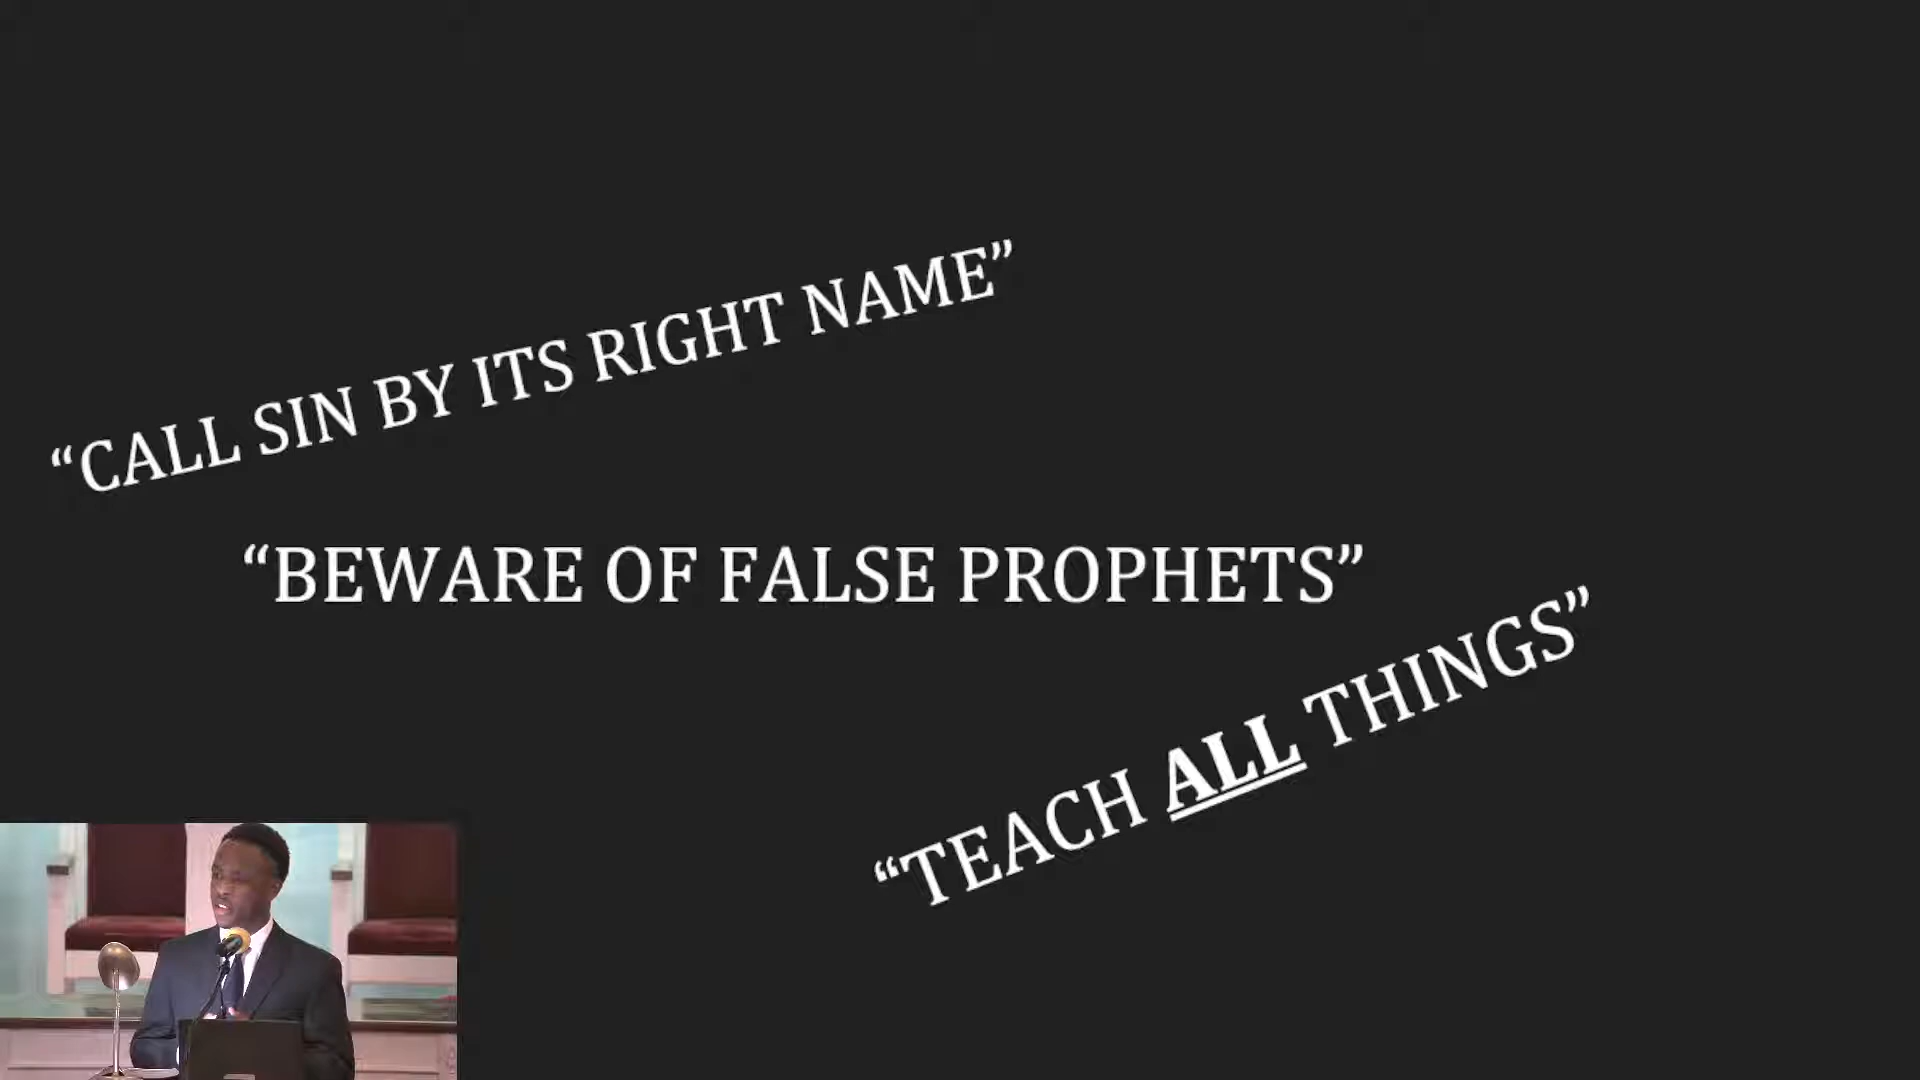 “CALL SIN BY ITS RIGHT NAME”
“BEWARE OF FALSE PROPHETS”
“TEACH ALL THINGS”